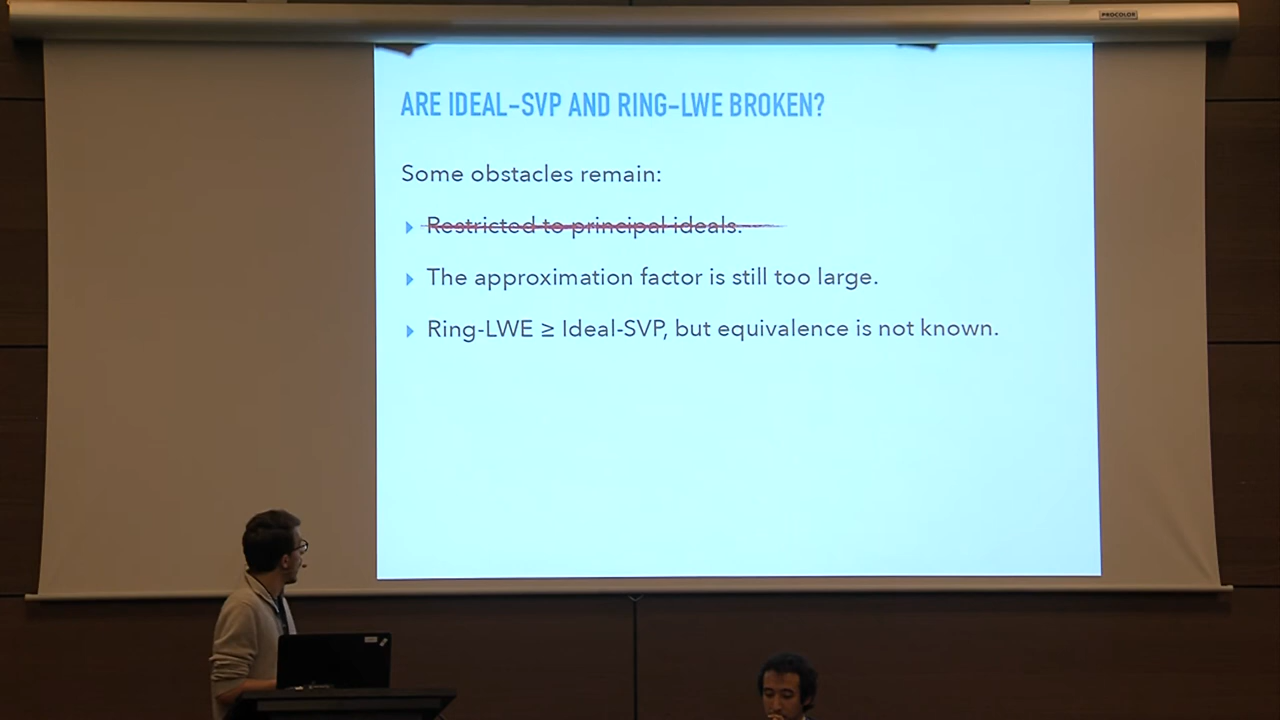 PROCOLOR
ARE IDEAL-SVP AND RING-LWE BROKEN?
Some obstacles remain:
Restricted to principal ideals.
The approximation factor is still too large.
Ring-LWE ≥ Ideal-SVP, but equivalence is not known.